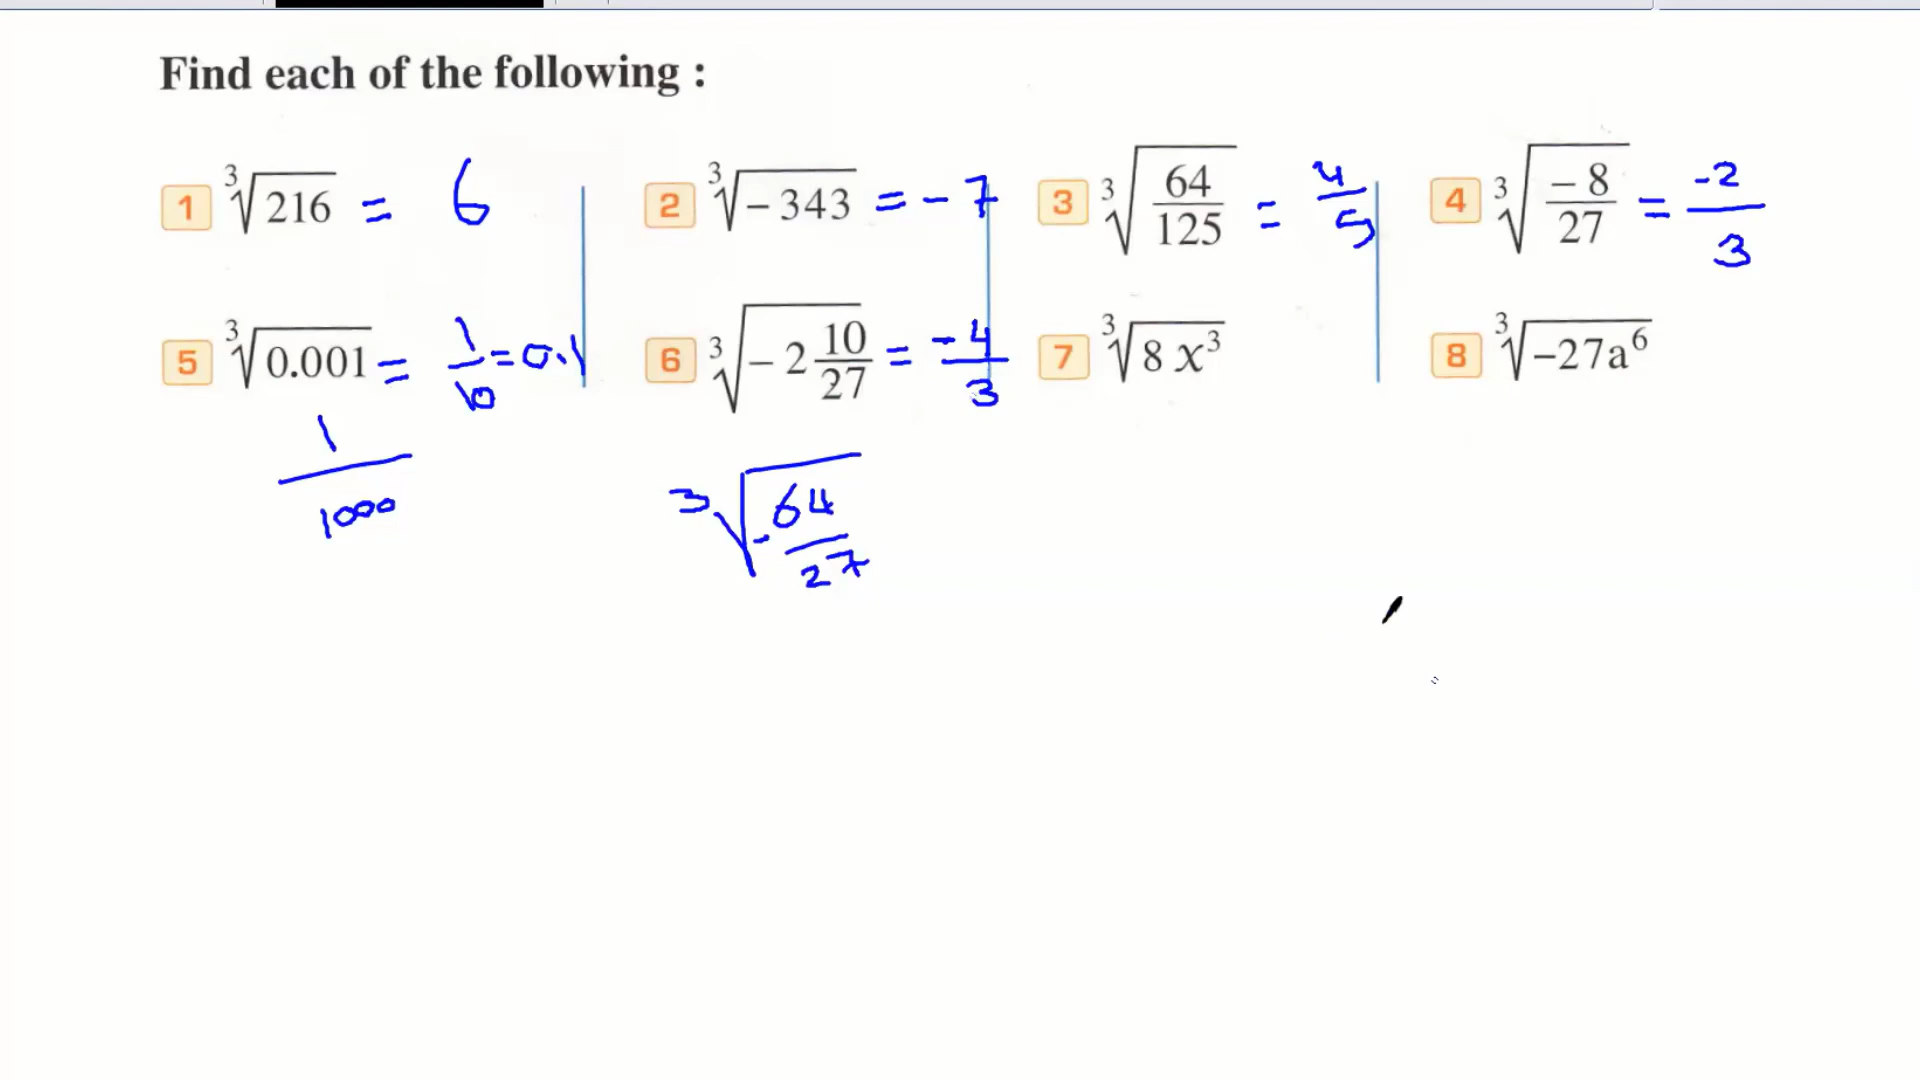 Find each of the following :
1 ∛216 = 6
2 ∛-343 = -7
3 ∛(64/125) = 4/5
4 ∛(-8/27) = -2/3
5 ∛0.001 = 1/10 = 0.1
6 ∛(-2 10/27) = -4/3
7 ∛(8x³)
8 ∛(-27a⁶)
1/1000
∛(-64/27)